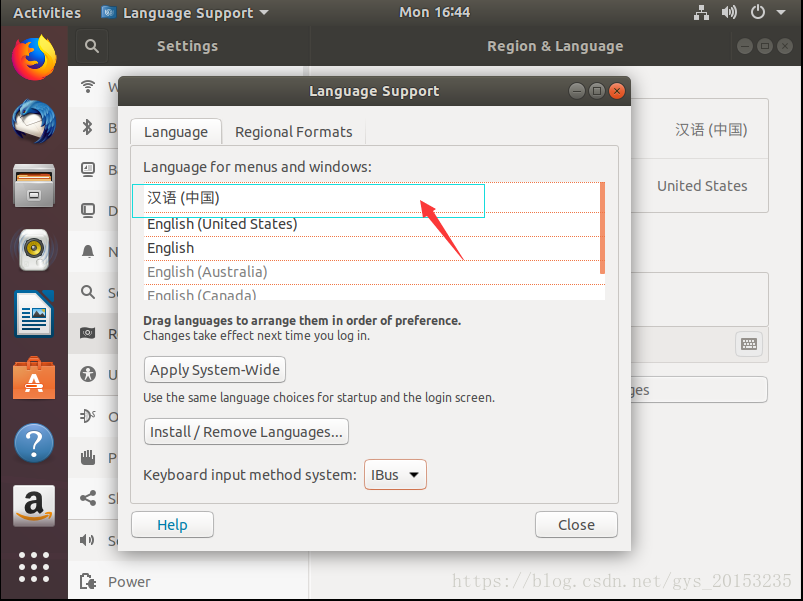 Activities Language Support Mon 16:44
Settings Region & Language
Language Support
Language Regional Formats
Language for menus and windows:
汉语 (中国)
English (United States)
English
English (Australia)
English (Canada)
Drag languages to arrange them in order of preference.
Changes take effect next time you log in.
Apply System-Wide
Use the same language choices for startup and the login screen.
Install / Remove Languages...
Keyboard input method system: IBus
Help Close
W
B
B
D
N
Se
R
U
O
P
Sh
So
Power
汉语 (中国)
United States
ges
https://blog.csdn.net/gys_20153235